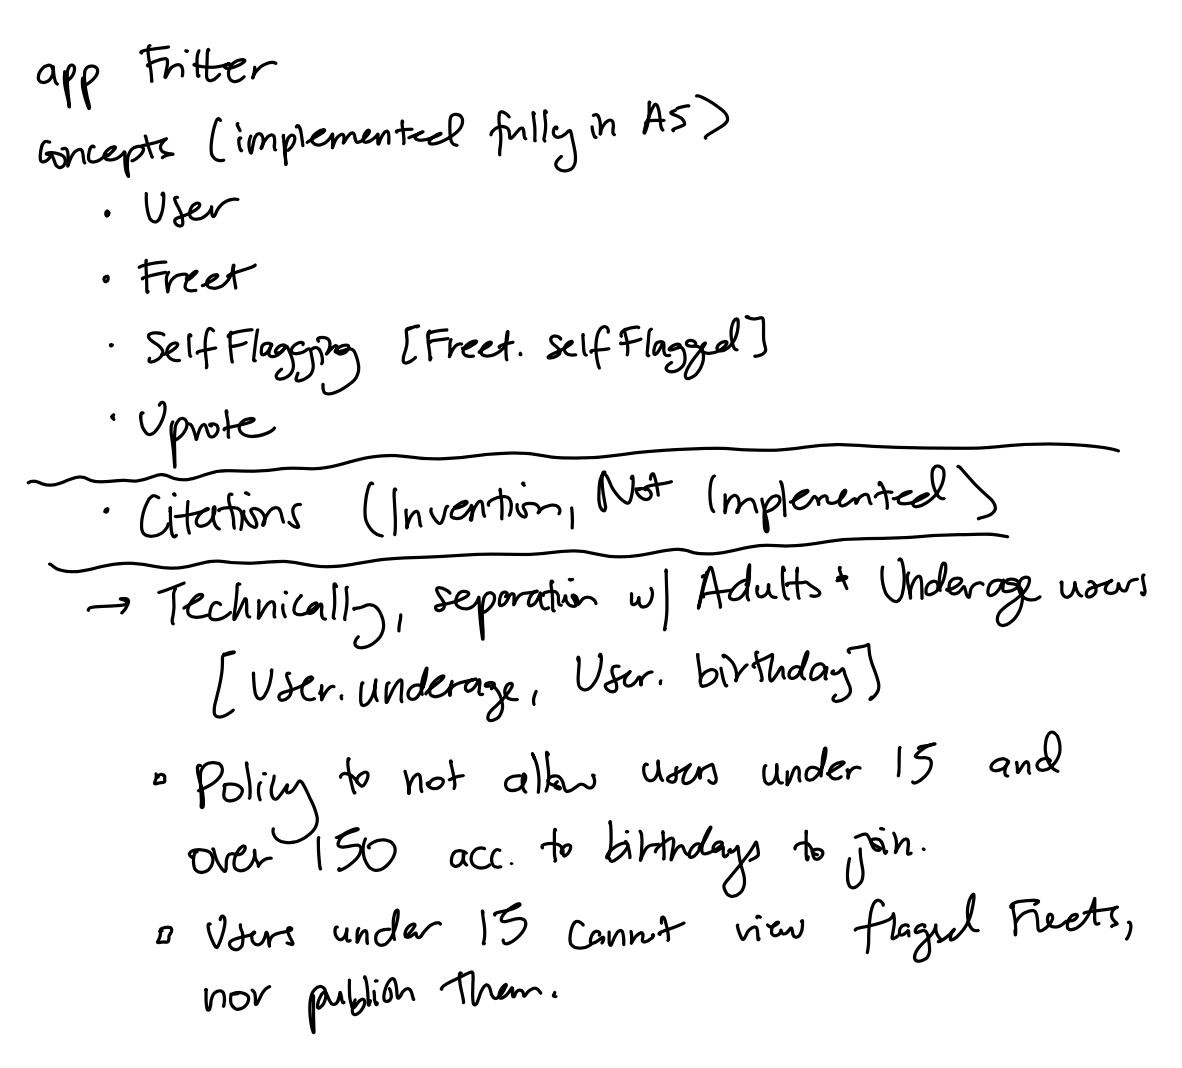 app Fritter
concepts (implemented fully in A5)
• User
• Freet
• SelfFlagging [Freet. selfFlagged]
• Upvote
• Citations (Invention, Not Implemented)
→ Technically, separation w/ Adults + Underage users
[User.underage, User. birthday]
▫ Policy to not allow users under 15 and
over 150 acc. to birthdays to join.
▫ Users under 15 cannot view flagged Freets,
nor publish them.